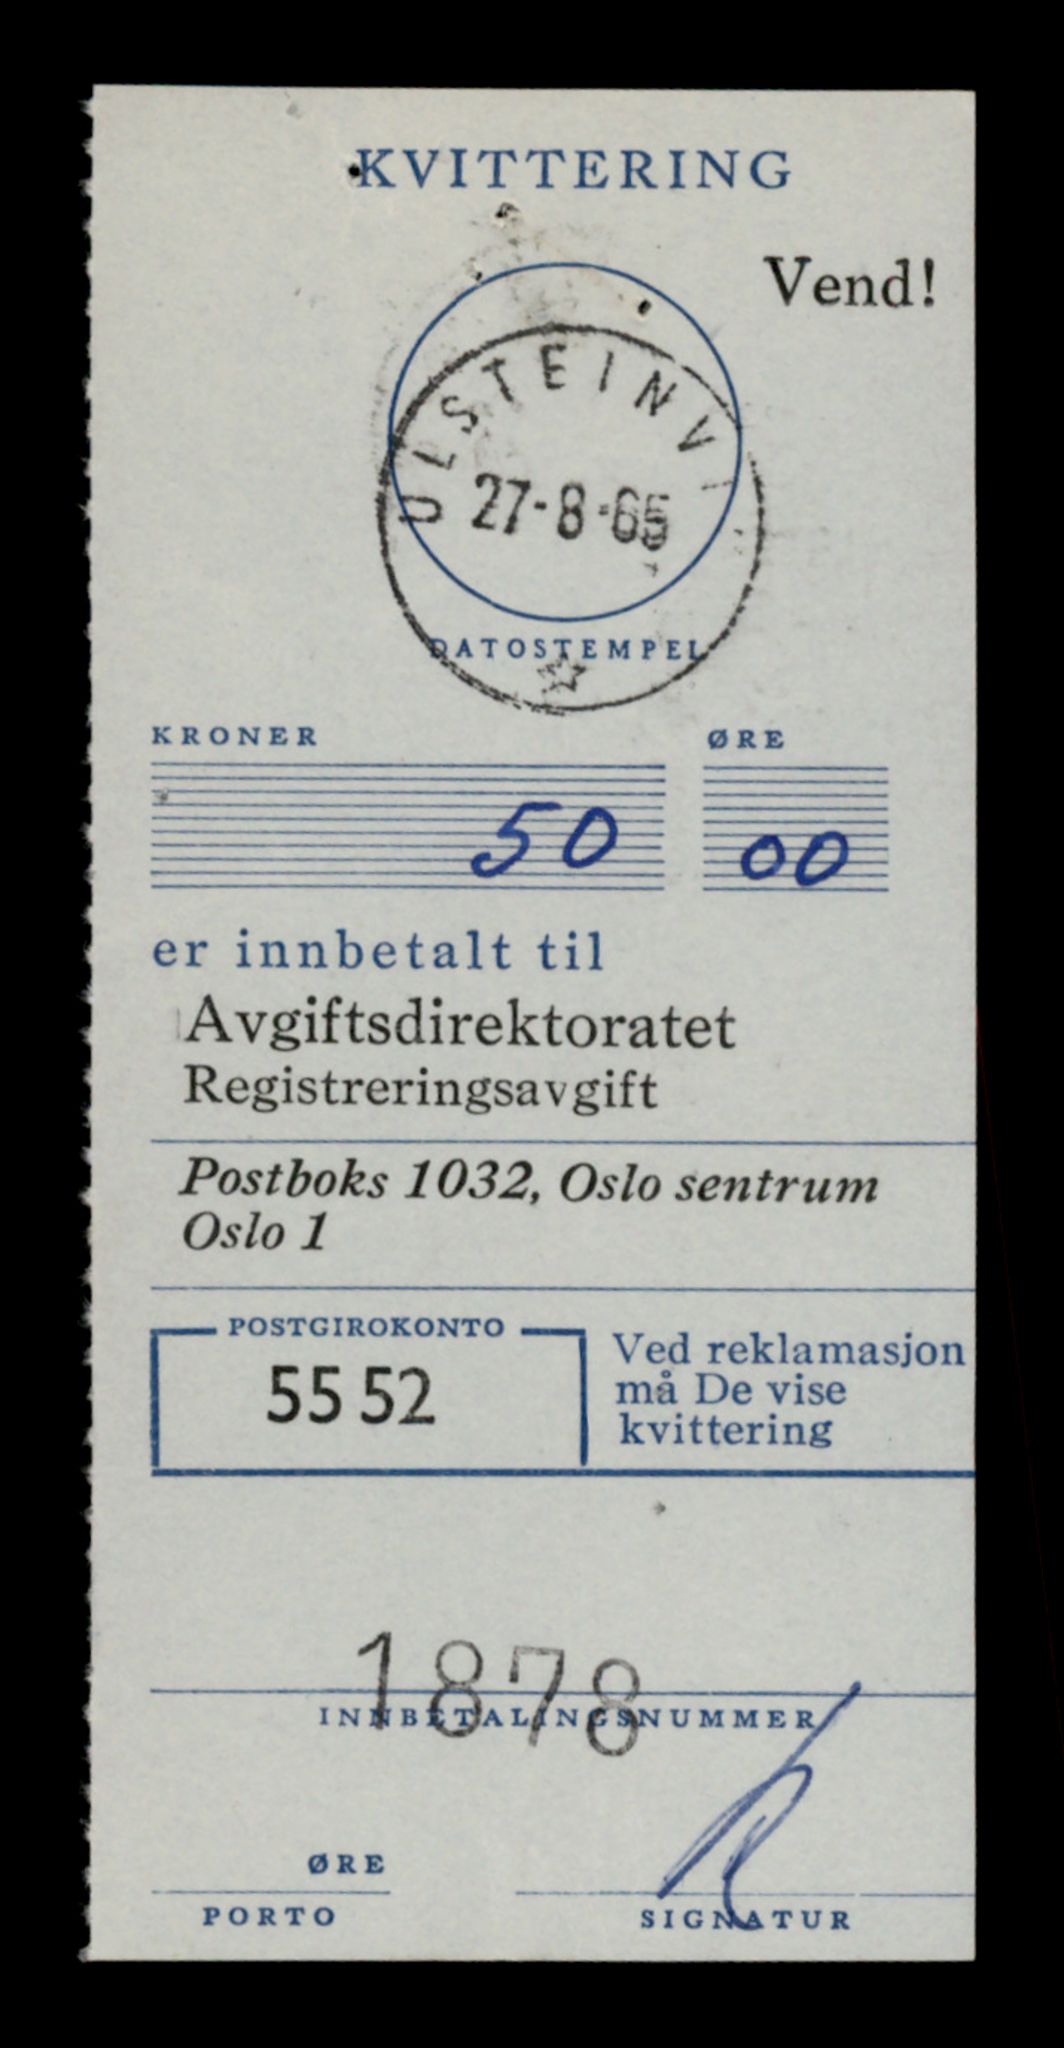 KVITTERING
Vend!
ULSTEINVI
27-8-65
DATOSTEMPEL
KRONER ØRE
50 00
er innbetalt til
Avgiftsdirektoratet
Registreringsavgift
Postboks 1032, Oslo sentrum
Oslo 1
POSTGIROKONTO
55 52
Ved reklamasjon
må De vise
kvittering
1878
INNBETALINGSNUMMER
ØRE
PORTO
SIGNATUR